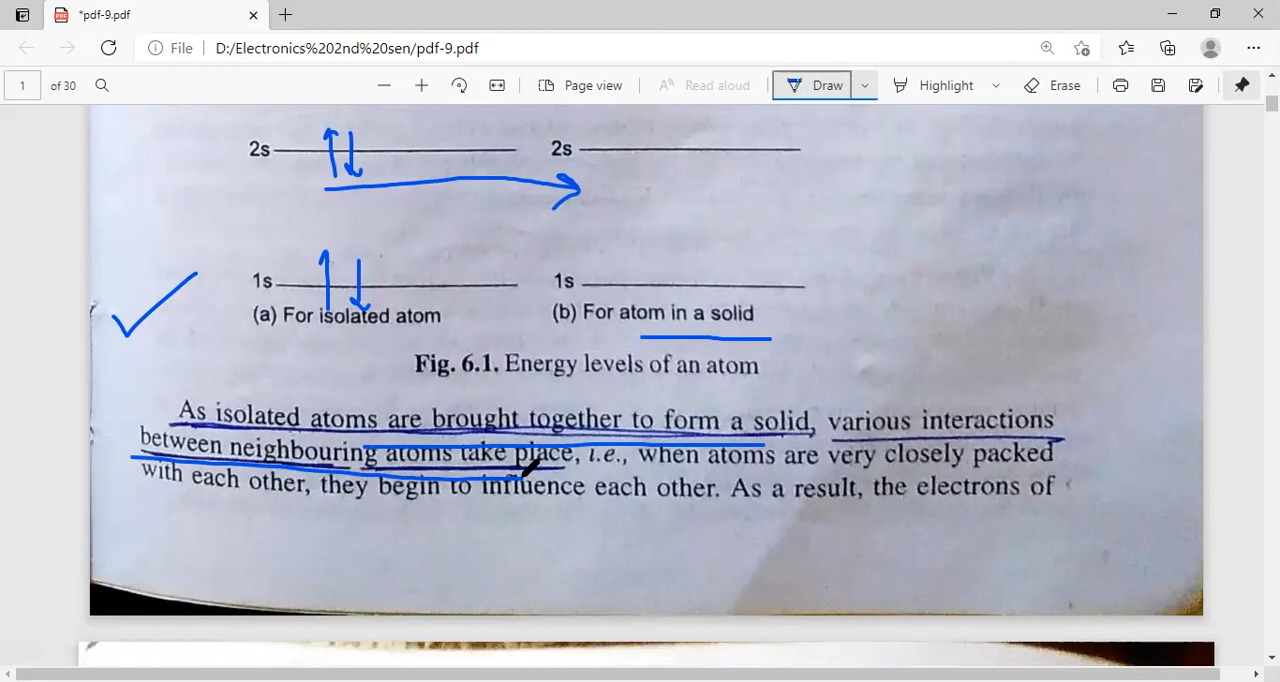 *pdf-9.pdf
File D:/Electronics%202nd%20sen/pdf-9.pdf
1 of 30 Page view Read aloud Draw Highlight Erase
2s 2s
1s 1s
(a) For isolated atom (b) For atom in a solid
Fig. 6.1. Energy levels of an atom
As isolated atoms are brought together to form a solid, various interactions
between neighbouring atoms take place, i.e., when atoms are very closely packed
with each other, they begin to influence each other. As a result, the electrons of